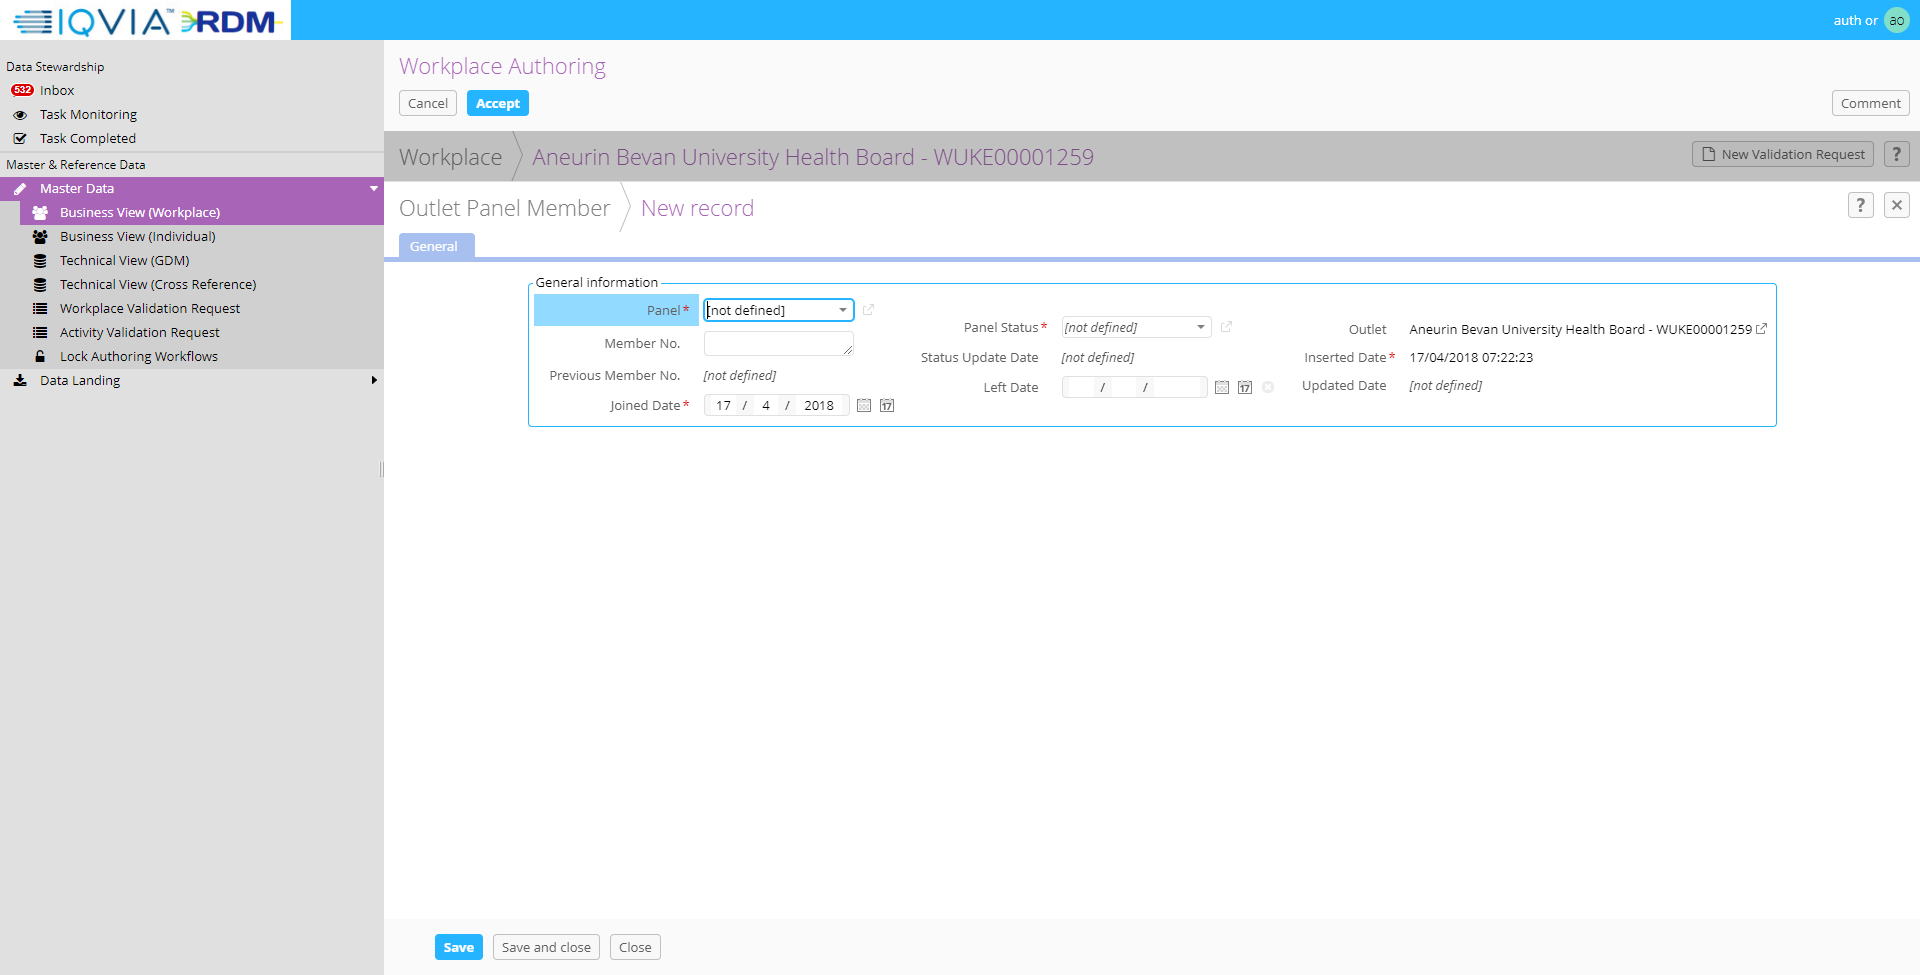 IQVIA™ RDM
auth or ao
Data Stewardship
532 Inbox
Task Monitoring
Task Completed
Master & Reference Data
Master Data
Business View (Workplace)
Business View (Individual)
Technical View (GDM)
Technical View (Cross Reference)
Workplace Validation Request
Activity Validation Request
Lock Authoring Workflows
Data Landing
Workplace Authoring
Cancel Accept Comment
Workplace Aneurin Bevan University Health Board - WUKE00001259 New Validation Request ?
Outlet Panel Member New record ?
General
General information
Panel* [not defined]
Member No.
Previous Member No. [not defined]
Joined Date* 17 / 4 / 2018 17
Panel Status* [not defined]
Status Update Date [not defined]
Left Date / / 17
Outlet Aneurin Bevan University Health Board - WUKE00001259
Inserted Date* 17/04/2018 07:22:23
Updated Date [not defined]
Save Save and close Close